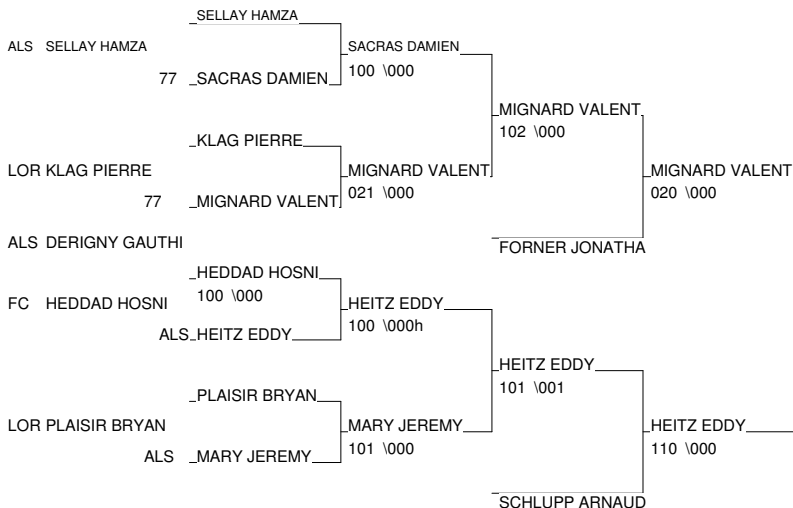 SELLAY HAMZA
ALS SELLAY HAMZA SACRAS DAMIEN
100 \000
77 SACRAS DAMIEN
MIGNARD VALENT
102 \000
KLAG PIERRE
LOR KLAG PIERRE MIGNARD VALENT MIGNARD VALENT
021 \000 020 \000
77 MIGNARD VALENT
ALS DERIGNY GAUTHI
FORNER JONATHA
HEDDAD HOSNI
100 \000
FC HEDDAD HOSNI HEITZ EDDY
100 \000h
ALS HEITZ EDDY
HEITZ EDDY
101 \001
PLAISIR BRYAN
LOR PLAISIR BRYAN MARY JEREMY HEITZ EDDY
101 \000 110 \000
ALS MARY JEREMY
SCHLUPP ARNAUD